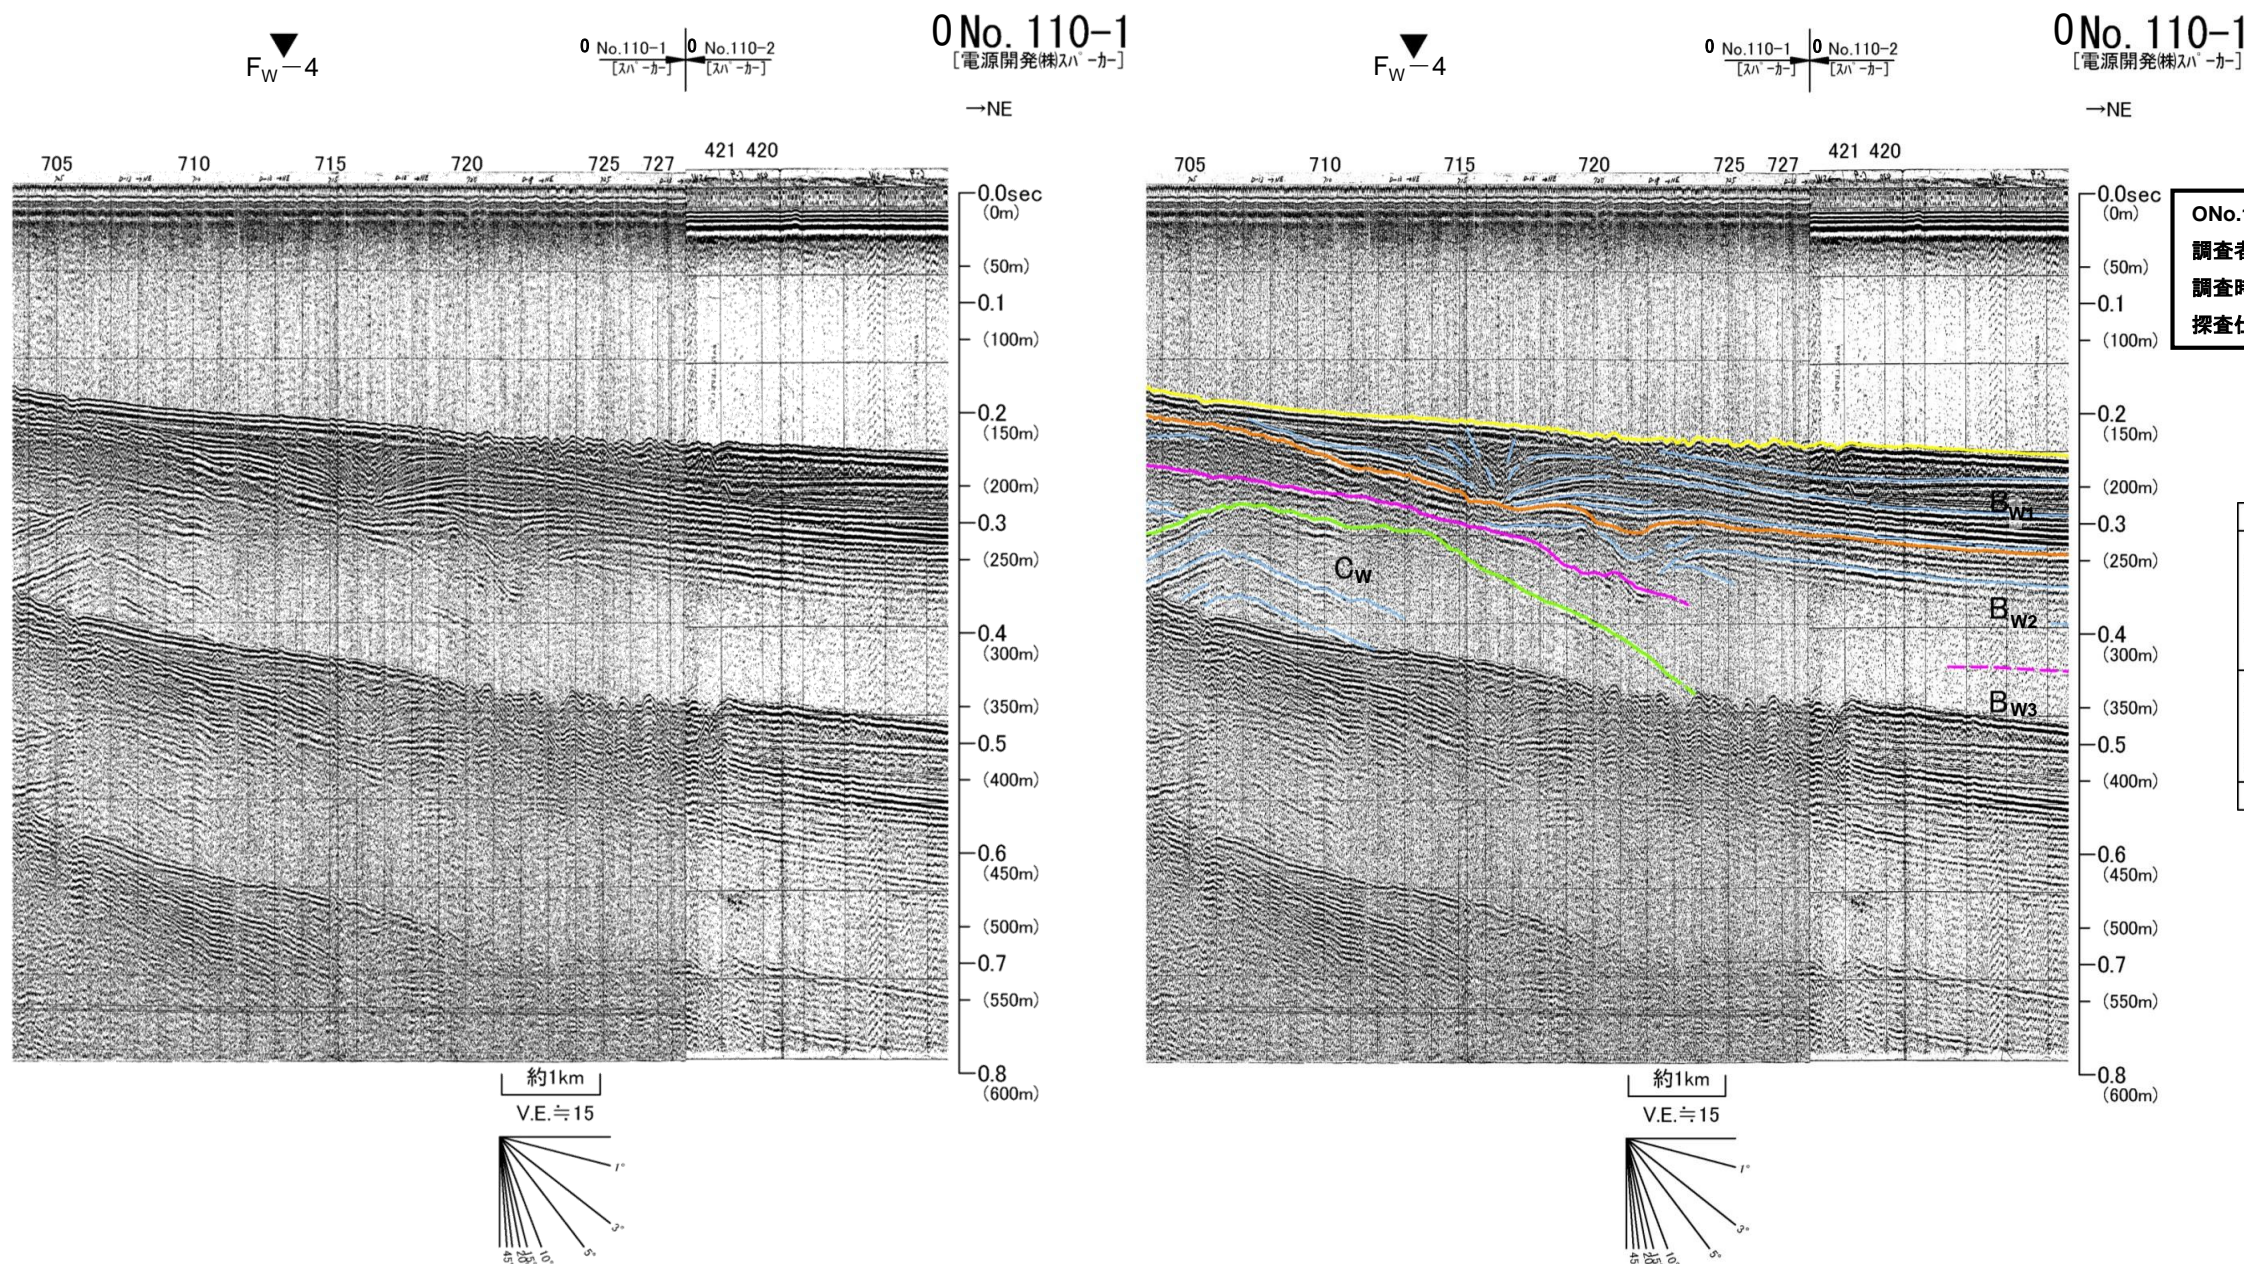 0 No.110-1
[電源開発㈱スパーカー]
F_W－4
0 No.110-1
[スパーカー]
0 No.110-2
[スパーカー]
→NE
705 710 715 720 725 727 421 420
0.0sec
(0m)
(50m)
0.1
(100m)
0.2
(150m)
(200m)
0.3
(250m)
0.4
(300m)
(350m)
0.5
(400m)
0.6
(450m)
(500m)
0.7
(550m)
0.8
(600m)
約1km
V.E.≒15
1°
3°
5°
10°
15°
20°
45°
0 No.110-1
[電源開発㈱スパーカー]
F_W－4
0 No.110-1
[スパーカー]
0 No.110-2
[スパーカー]
→NE
705 710 715 720 725 727 421 420
0.0sec
(0m)
(50m)
0.1
(100m)
0.2
(150m)
(200m)
0.3
(250m)
0.4
(300m)
(350m)
0.5
(400m)
0.6
(450m)
(500m)
0.7
(550m)
0.8
(600m)
B_W1
C_W
B_W2
B_W3
約1km
V.E.≒15
1°
3°
5°
10°
15°
20°
45
ONo.
調査
調査
探査